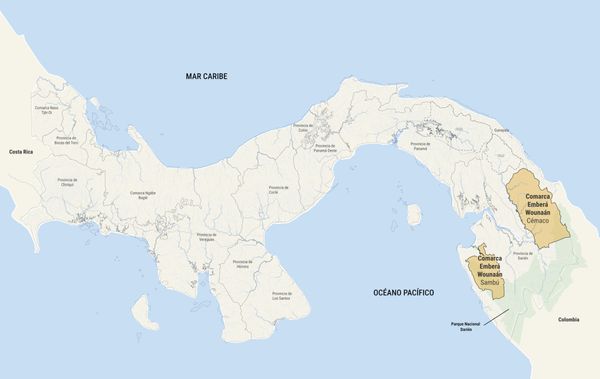 MAR CARIBE
Comarca Naso
Tjër Di
Provincia de
Bocas del Toro
Costa Rica
Provincia de
Chiriquí
Comarca Ngäbe
Buglé
Provincia de
Veraguas
Provincia de
Herrera
Provincia de
Los Santos
Provincia de
Coclé
Provincia de
Colón
Provincia de
Panamá Oeste
Provincia de
Panamá
Gunayala
Comarca
Emberá
Wounaán
Cémaco
Comarca
Emberá
Wounaán
Sambú
Provincia de
Darién
OCÉANO PACÍFICO
Parque Nacional
Darién
Colombia